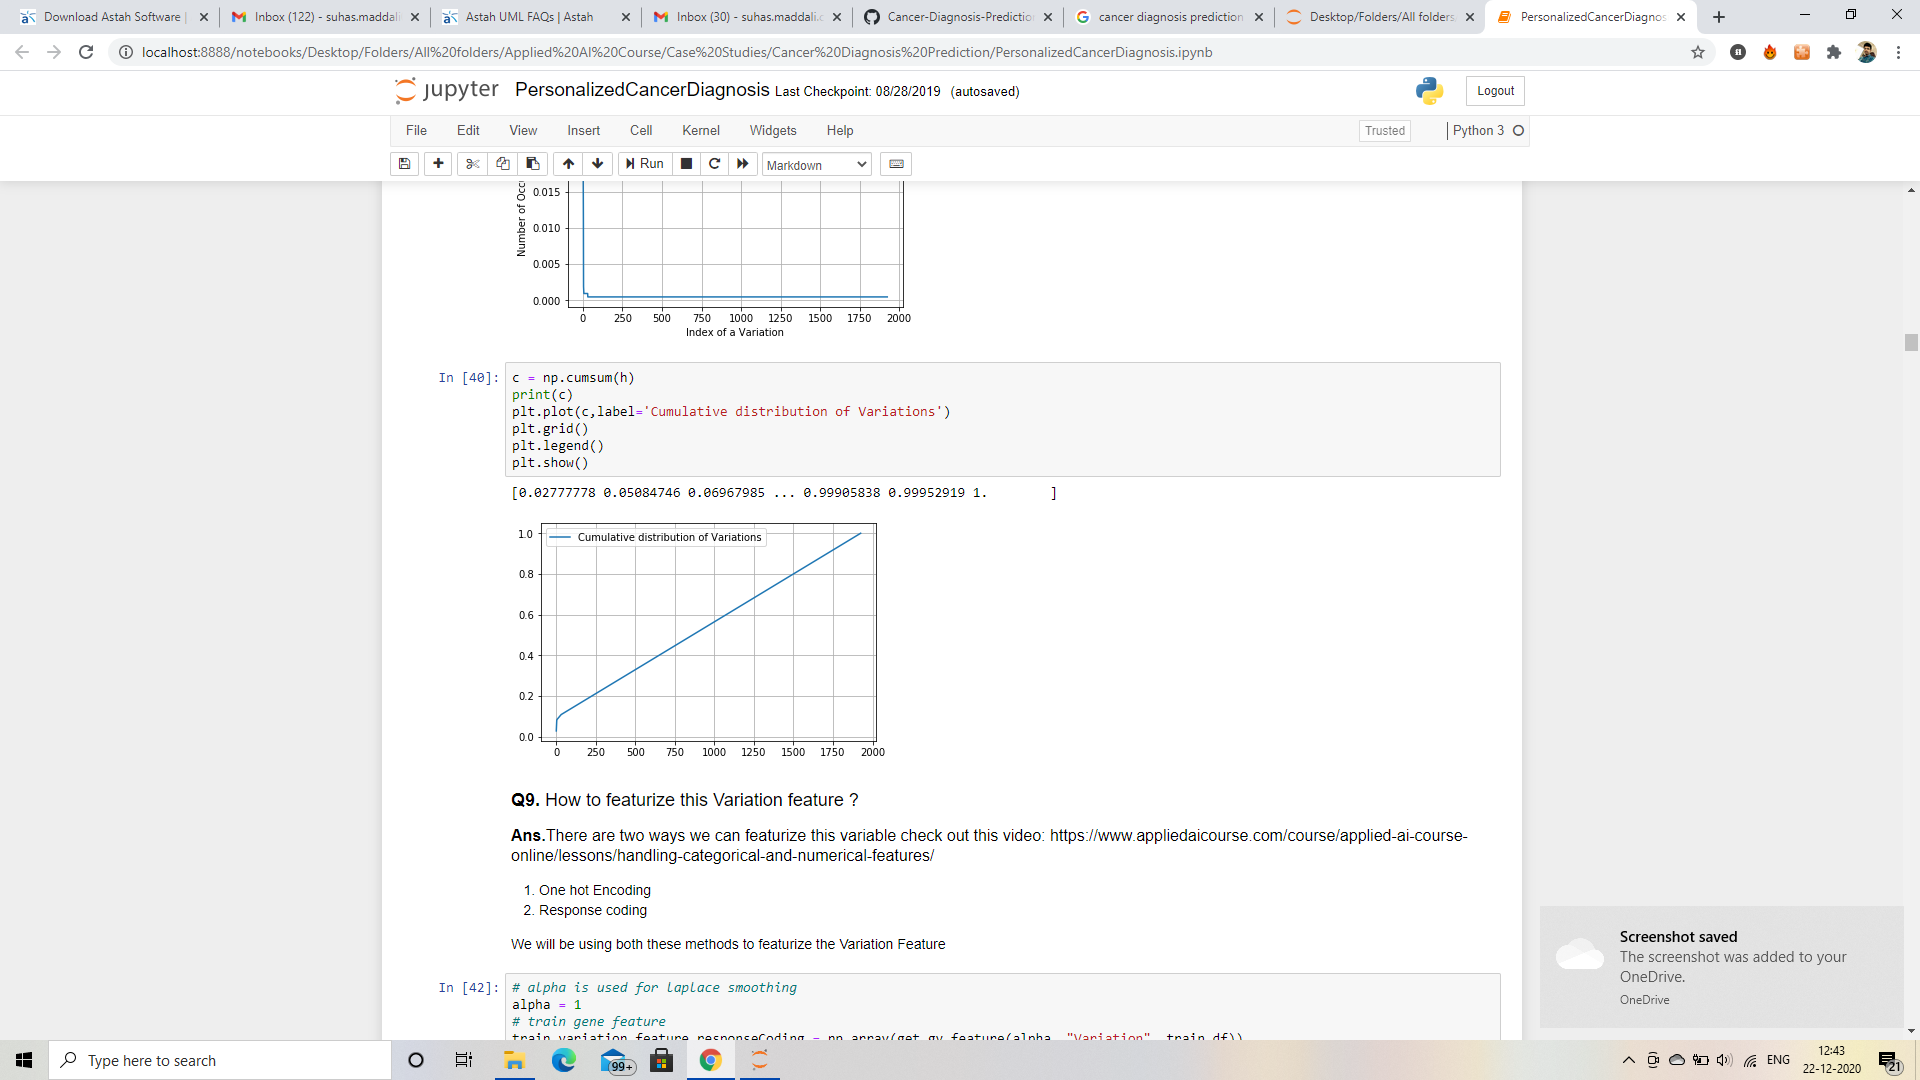 Download Astah Software |
Inbox (122) - suhas.maddali
Astah UML FAQs | Astah
Inbox (30) - suhas.maddali.c
Cancer-Diagnosis-Predictio
cancer diagnosis prediction
Desktop/Folders/All folders
PersonalizedCancerDiagnos
localhost:8888/notebooks/Desktop/Folders/All%20folders/Applied%20AI%20Course/Case%20Studies/Cancer%20Diagnosis%20Prediction/PersonalizedCancerDiagnosis.ipynb
jupyter PersonalizedCancerDiagnosis Last Checkpoint: 08/28/2019 (autosaved) Logout
File Edit View Insert Cell Kernel Widgets Help Trusted Python 3
Run Markdown
Number of Occu
0.015
0.010
0.005
0.000
0 250 500 750 1000 1250 1500 1750 2000
Index of a Variation
In [40]: c = np.cumsum(h)
print(c)
plt.plot(c,label='Cumulative distribution of Variations')
plt.grid()
plt.legend()
plt.show()
[0.02777778 0.05084746 0.06967985 ... 0.99905838 0.99952919 1. ]
Cumulative distribution of Variations
1.0
0.8
0.6
0.4
0.2
0.0
0 250 500 750 1000 1250 1500 1750 2000
Q9. How to featurize this Variation feature ?
Ans.There are two ways we can featurize this variable check out this video: https://www.appliedaicourse.com/course/applied-ai-course-
online/lessons/handling-categorical-and-numerical-features/
1. One hot Encoding
2. Response coding
We will be using both these methods to featurize the Variation Feature
In [42]: # alpha is used for laplace smoothing
alpha = 1
# train gene feature
train_variation_feature_responseCoding = np.array(get_gv_feature(alpha, "Variation", train_df))
Screenshot saved
The screenshot was added to your
OneDrive.
OneDrive
Type here to search
99+
ENG
12:43
22-12-2020
21